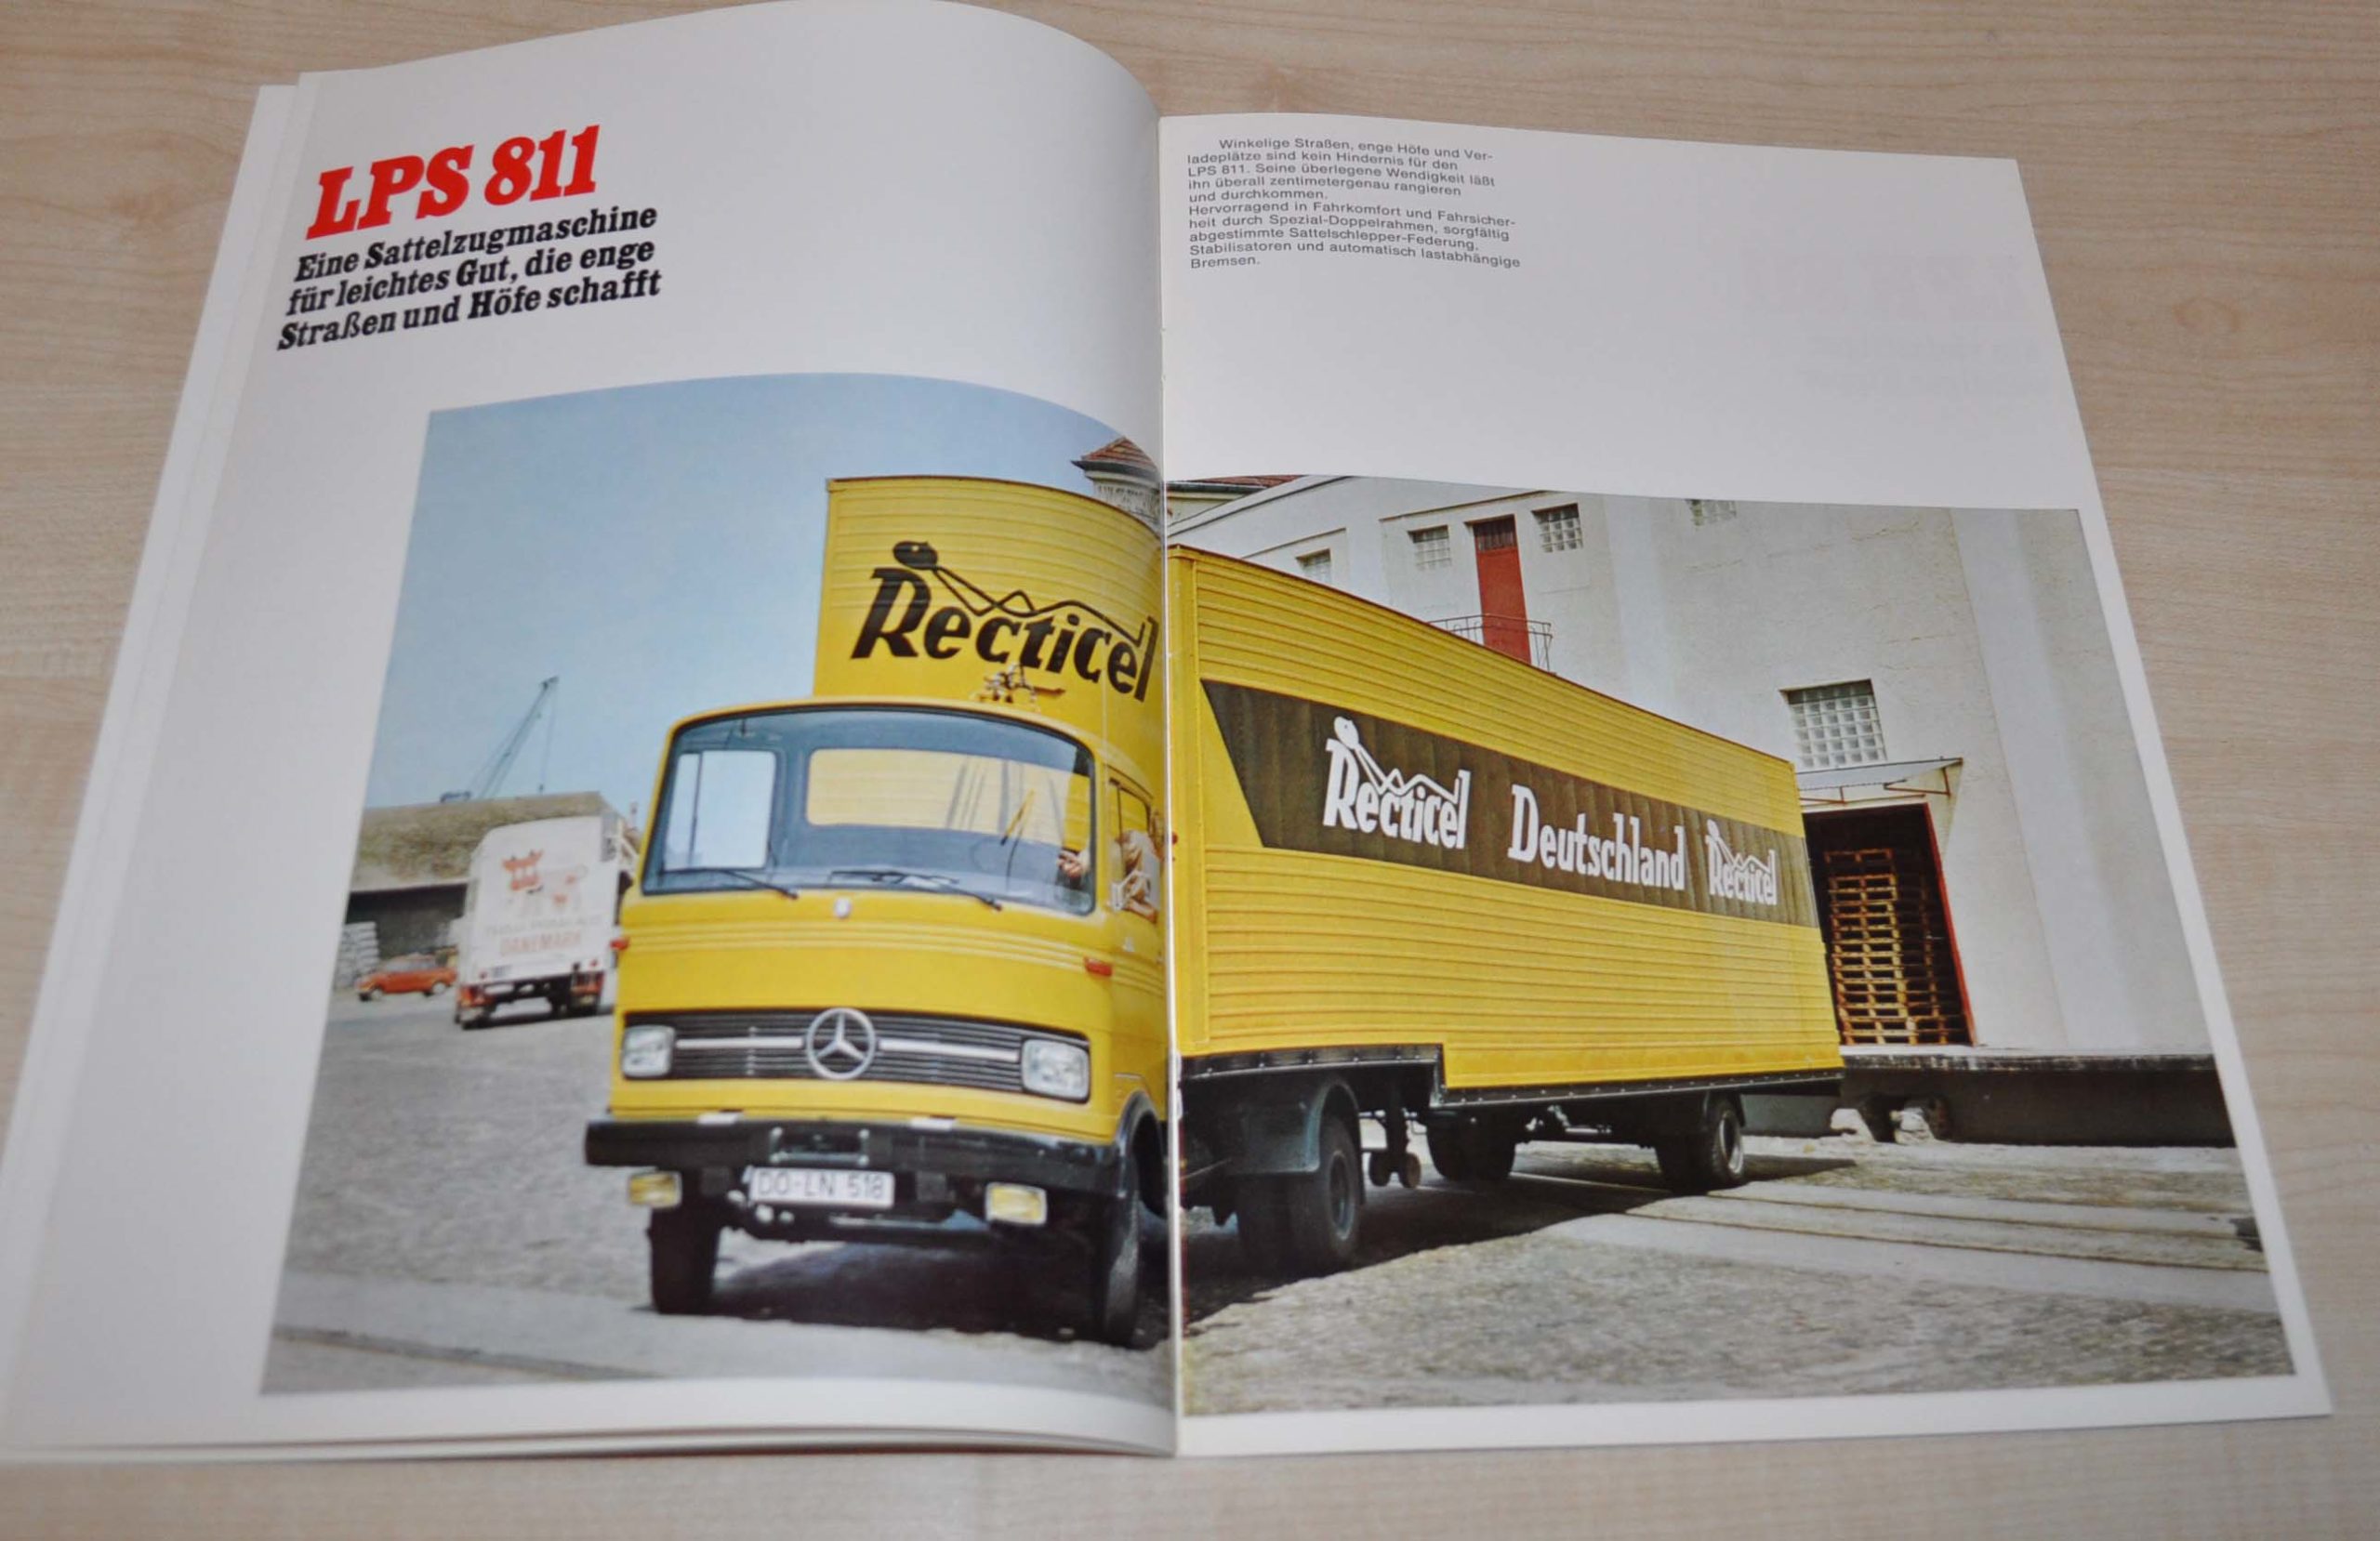 LPS 811
Eine Sattelzugmaschine
für leichtes Gut, die enge
Straßen und Höfe schafft
Winkelige Straßen, enge Höfe und Ver-
ladeplätze sind kein Hindernis für den
LPS 811. Seine überlegene Wendigkeit läßt
ihn überall zentimetergenau rangieren
und durchkommen.
Hervorragend in Fahrkomfort und Fahrsicher-
heit durch Spezial-Doppelrahmen, sorgfältig
abgestimmte Sattelschlepper-Federung,
Stabilisatoren und automatisch lastabhängige
Bremsen.
Recticel
Recticel Deutschland Recticel
DANEMARK
DO-LN 518